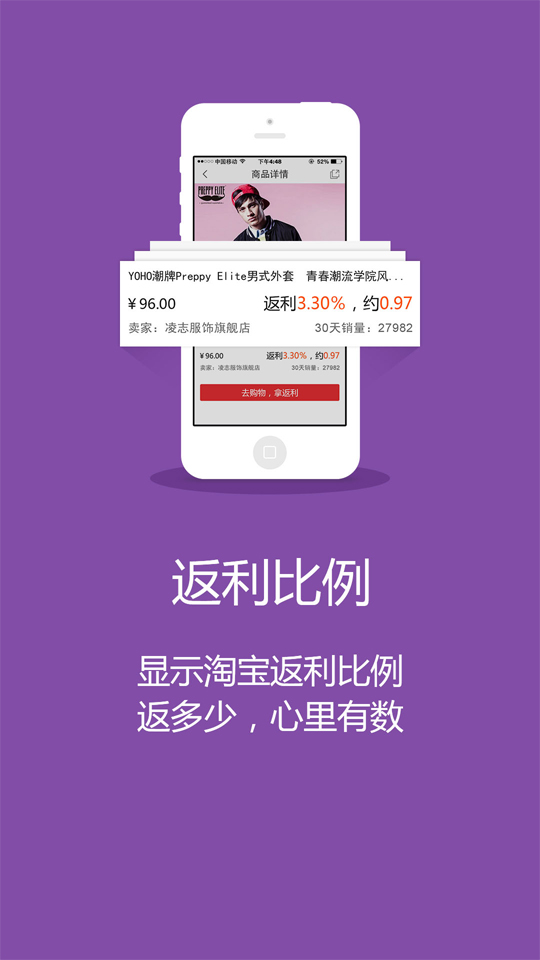 中国移动 下午4:48 52%
商品详情
PREPPY ELITE
YOHO潮牌Preppy Elite男式外套 青春潮流学院风...
¥ 96.00 返利3.30%，约0.97
卖家：凌志服饰旗舰店 30天销量：27982
¥ 96.00 返利3.30%，约0.97
卖家：凌志服饰旗舰店 30天销量：27982
去购物，拿返利
返利比例
显示淘宝返利比例
返多少，心里有数